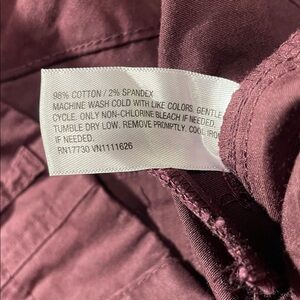 98% COTTON / 2% SPANDEX
MACHINE WASH COLD WITH LIKE COLORS. GENTLE
CYCLE. ONLY NON-CHLORINE BLEACH IF NEEDED.
TUMBLE DRY LOW. REMOVE PROMPTLY. COOL IRON
IF NEEDED.
RN17730 VN1111626